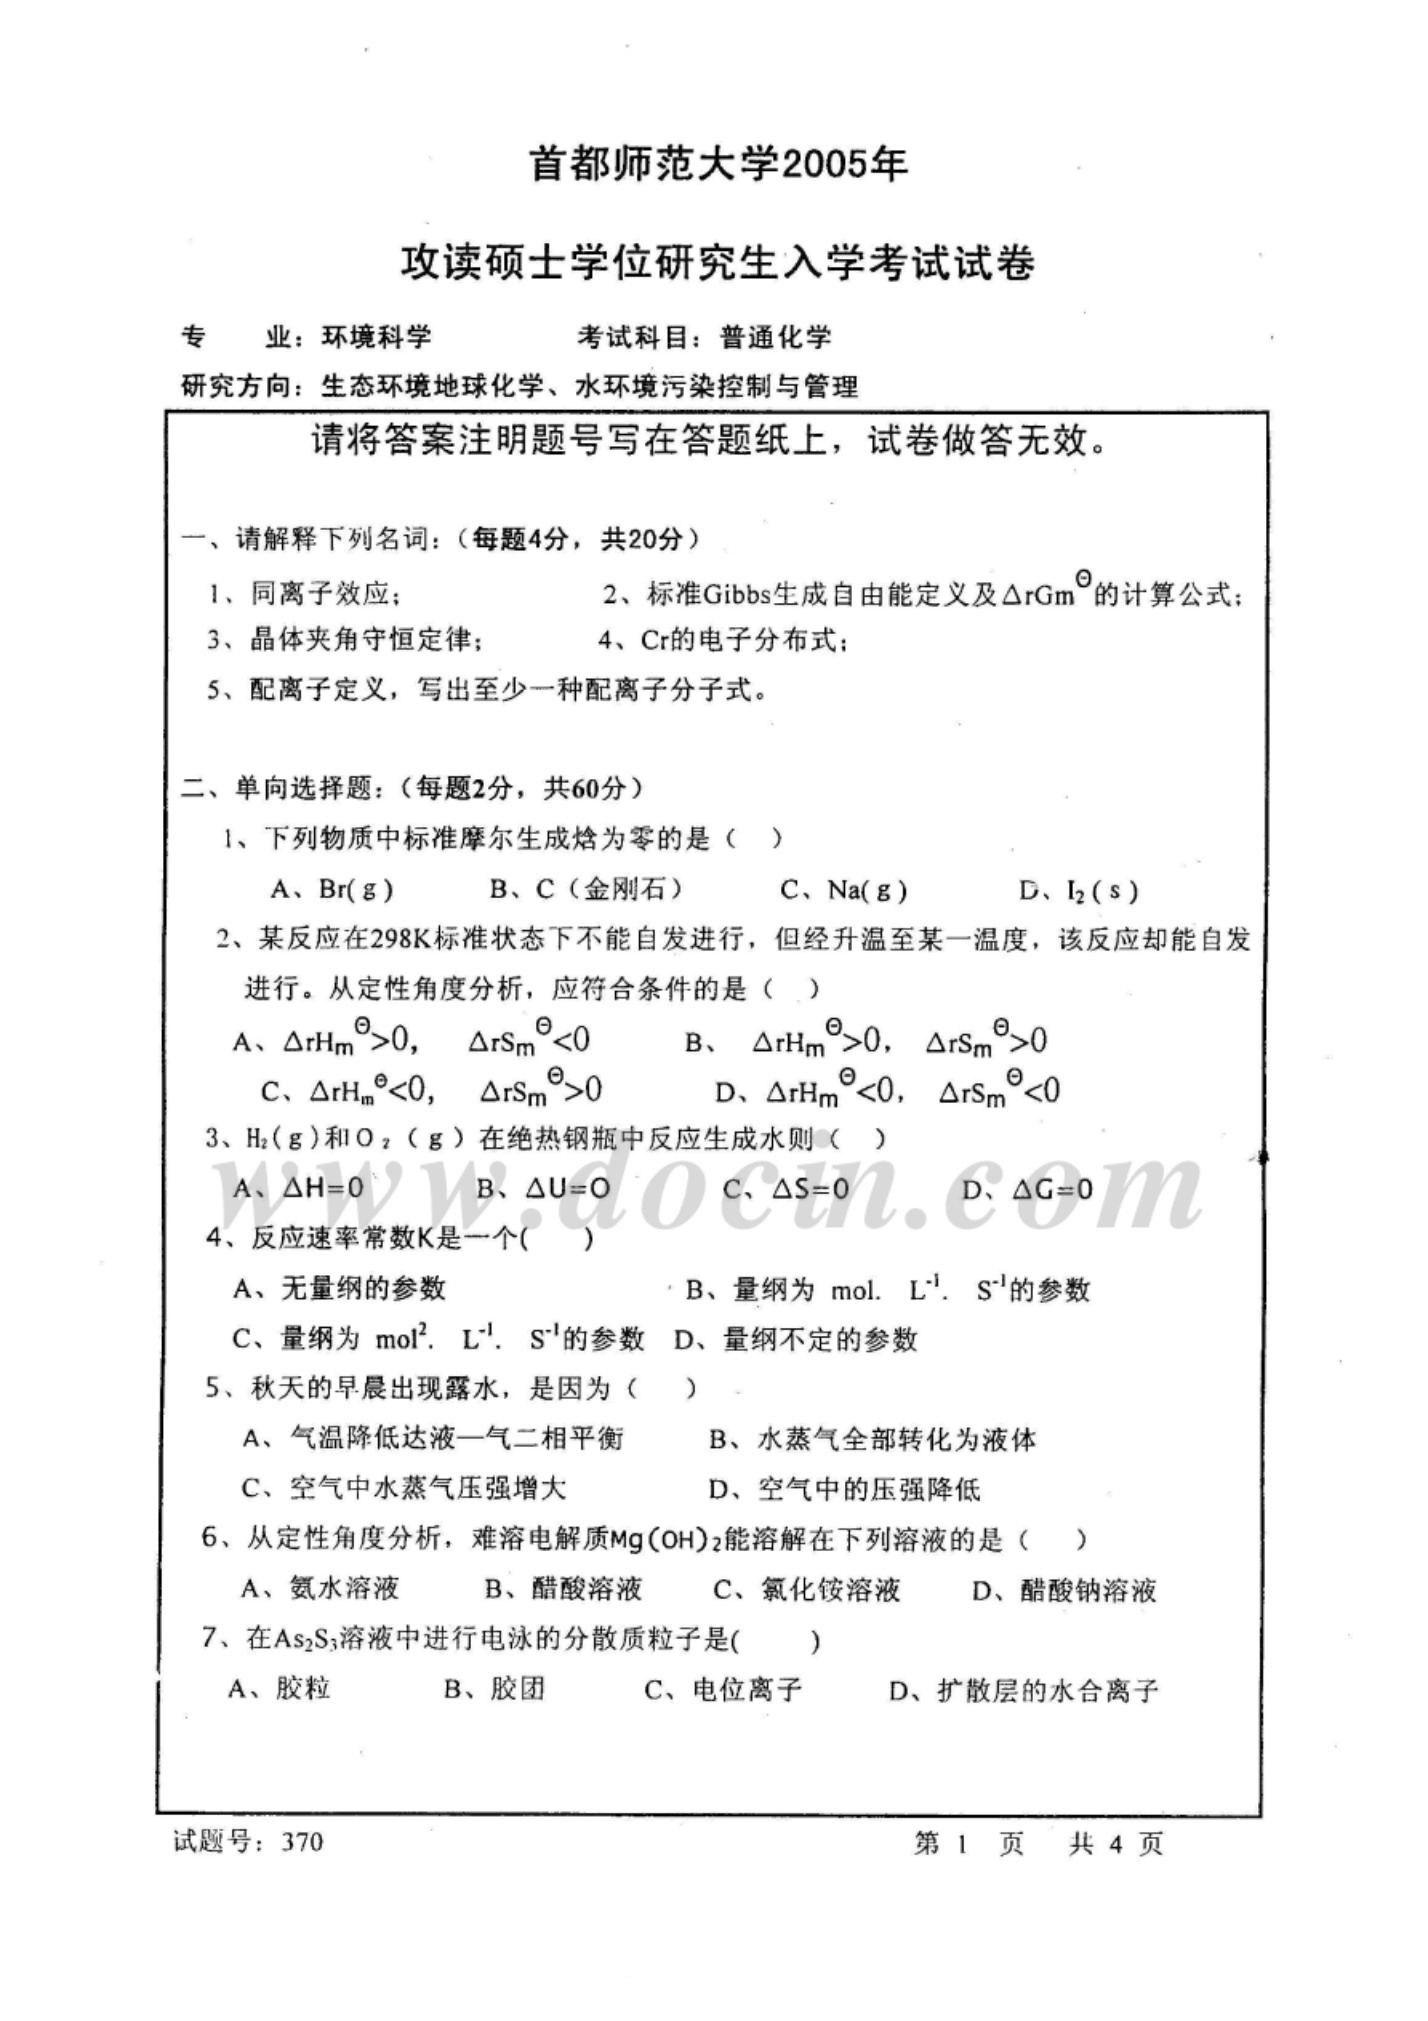 首都师范大学2005年
攻读硕士学位研究生入学考试试卷
专 业：环境科学 考试科目：普通化学
研究方向：生态环境地球化学、水环境污染控制与管理
请将答案注明题号写在答题纸上，试卷做答无效。
一、请解释下列名词：（每题4分，共20分）
1、同离子效应； 2、标准Gibbs生成自由能定义及△rGm^Θ的计算公式；
3、晶体夹角守恒定律； 4、Cr的电子分布式；
5、配离子定义，写出至少一种配离子分子式。
二、单向选择题：（每题2分，共60分）
1、下列物质中标准摩尔生成焓为零的是（ ）
A、Br(g) B、C（金刚石） C、Na(g) D、I₂(s)
2、某反应在298K标准状态下不能自发进行，但经升温至某一温度，该反应却能自发
进行。从定性角度分析，应符合条件的是（ ）
A、△rHm^Θ>0, △rSm^Θ<0 B、△rHm^Θ>0, △rSm^Θ>0
C、△rHm^Θ<0, △rSm^Θ>0 D、△rHm^Θ<0, △rSm^Θ<0
3、H₂(g)和O₂（g）在绝热钢瓶中反应生成水则（ ）
A、△H=0 B、△U=O C、△S=0 D、△G=0
www.docin.com
4、反应速率常数K是一个( )
A、无量纲的参数 B、量纲为 mol. L⁻¹. S⁻¹的参数
C、量纲为 mol². L⁻¹. S⁻¹的参数 D、量纲不定的参数
5、秋天的早晨出现露水，是因为（ ）
A、气温降低达液—气二相平衡 B、水蒸气全部转化为液体
C、空气中水蒸气压强增大 D、空气中的压强降低
6、从定性角度分析，难溶电解质Mg(OH)₂能溶解在下列溶液的是（ ）
A、氨水溶液 B、醋酸溶液 C、氯化铵溶液 D、醋酸钠溶液
7、在As₂S₃溶液中进行电泳的分散质粒子是( )
A、胶粒 B、胶团 C、电位离子 D、扩散层的水合离子
试题号：370 第 1 页 共 4 页